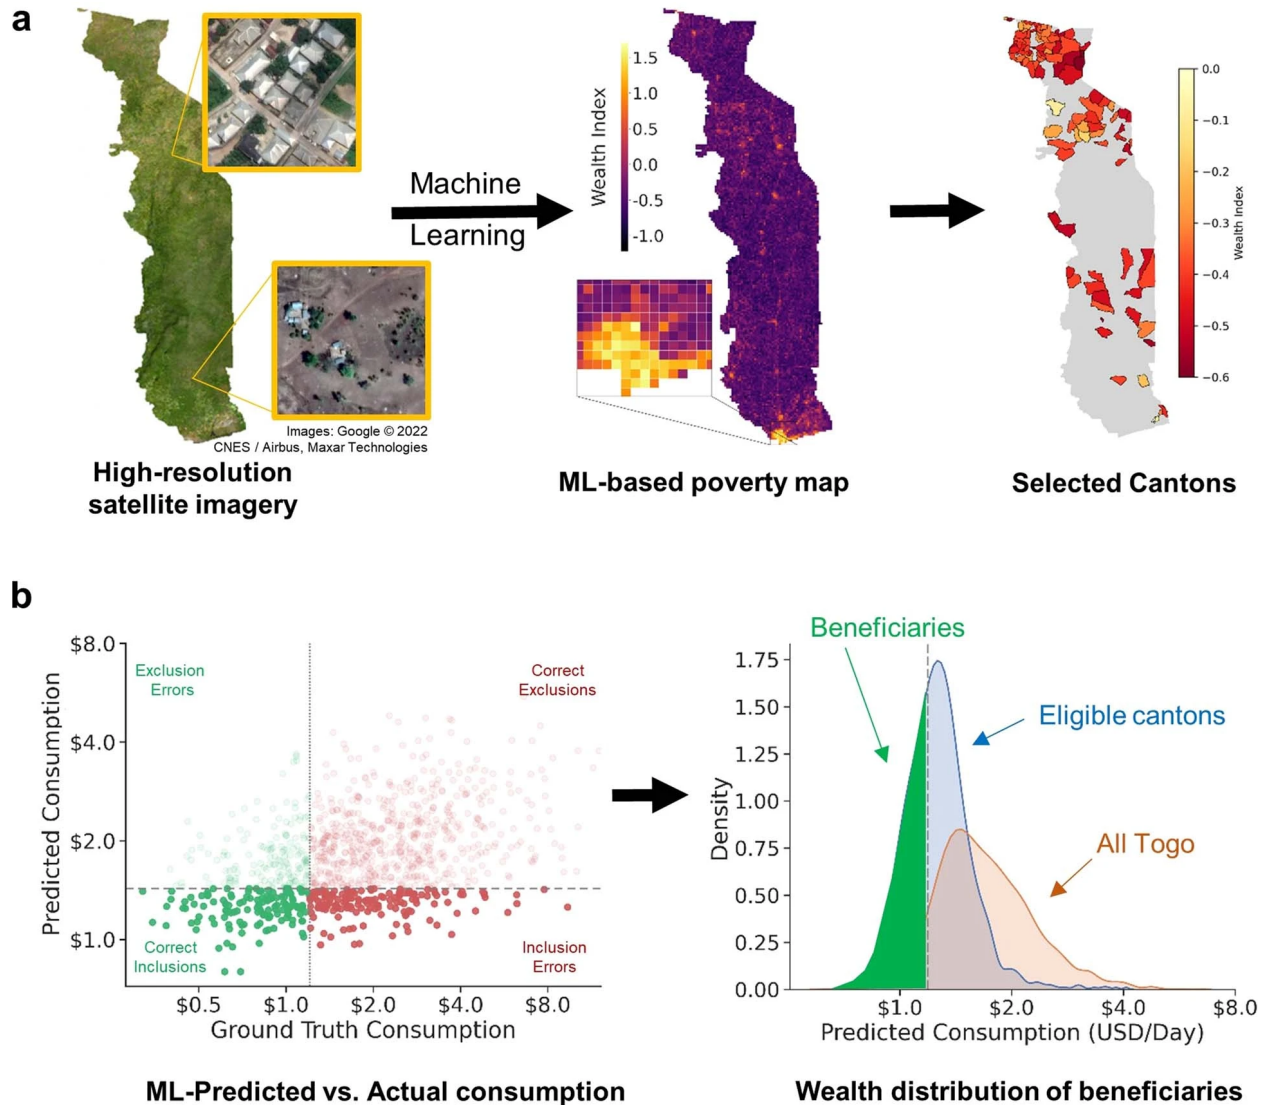 a
Machine
Learning
Wealth Index
1.5
1.0
0.5
0.0
-0.5
-1.0
0.0
−0.1
−0.2
−0.3
−0.4
−0.5
−0.6
Wealth Index
Images: Google © 2022
CNES / Airbus, Maxar Technologies
High-resolution
satellite imagery
ML-based poverty map
Selected Cantons
b
Predicted Consumption
$8.0
$4.0
$2.0
$1.0
Exclusion
Errors
Correct
Exclusions
Correct
Inclusions
Inclusion
Errors
$0.5
$1.0
$2.0
$4.0
$8.0
Ground Truth Consumption
ML-Predicted vs. Actual consumption
Beneficiaries
Eligible cantons
All Togo
Density
1.75
1.50
1.25
1.00
0.75
0.50
0.25
0.00
$1.0
$2.0
$4.0
$8.0
Predicted Consumption (USD/Day)
Wealth distribution of beneficiaries